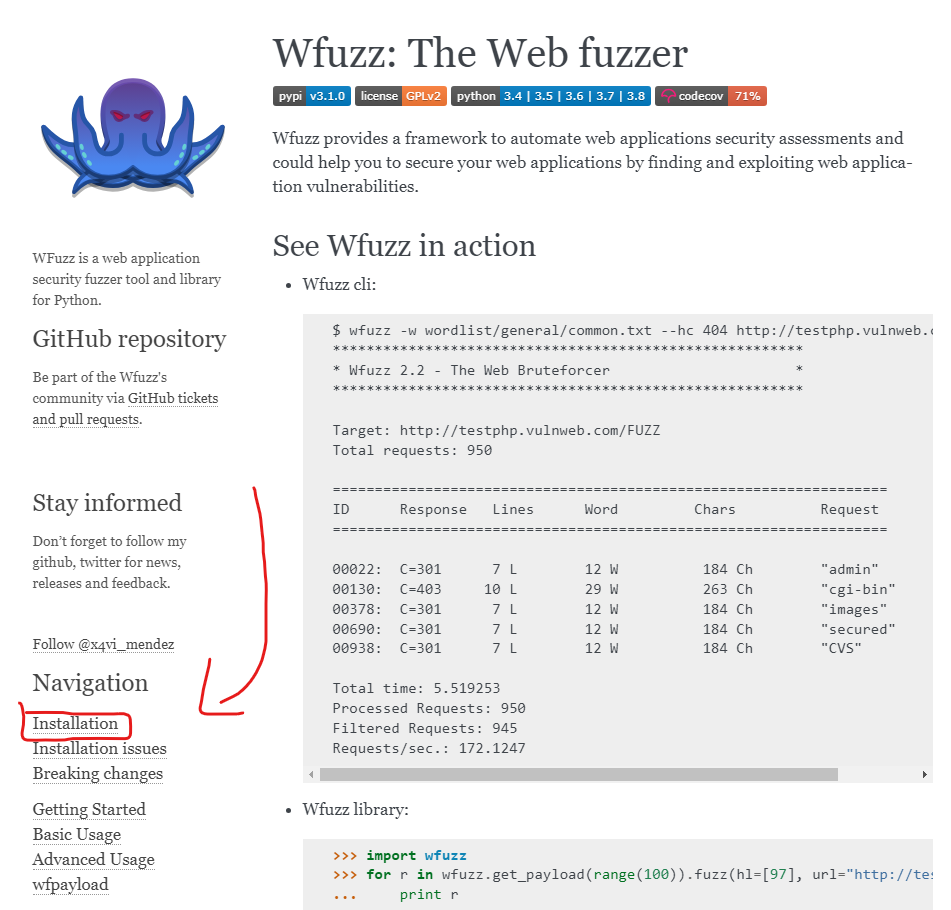 Wfuzz: The Web fuzzer
pypi v3.1.0 license GPLv2 python 3.4 | 3.5 | 3.6 | 3.7 | 3.8 codecov 71%
Wfuzz provides a framework to automate web applications security assessments and
could help you to secure your web applications by finding and exploiting web applica-
tion vulnerabilities.
See Wfuzz in action
• Wfuzz cli:
$ wfuzz -w wordlist/general/common.txt --hc 404 http://testphp.vulnweb.c
********************************************************
* Wfuzz 2.2 - The Web Bruteforcer                      *
********************************************************
Target: http://testphp.vulnweb.com/FUZZ
Total requests: 950
==================================================================
ID      Response   Lines      Word         Chars          Request
==================================================================
00022:  C=301      7 L        12 W          184 Ch        "admin"
00130:  C=403     10 L        29 W          263 Ch        "cgi-bin"
00378:  C=301      7 L        12 W          184 Ch        "images"
00690:  C=301      7 L        12 W          184 Ch        "secured"
00938:  C=301      7 L        12 W          184 Ch        "CVS"
Total time: 5.519253
Processed Requests: 950
Filtered Requests: 945
Requests/sec.: 172.1247
• Wfuzz library:
>>> import wfuzz
>>> for r in wfuzz.get_payload(range(100)).fuzz(hl=[97], url="http://tes
...     print r
WFuzz is a web application
security fuzzer tool and library
for Python.
GitHub repository
Be part of the Wfuzz's
community via GitHub tickets
and pull requests.
Stay informed
Don't forget to follow my
github, twitter for news,
releases and feedback.
Follow @x4vi_mendez
Navigation
Installation
Installation issues
Breaking changes
Getting Started
Basic Usage
Advanced Usage
wfpayload